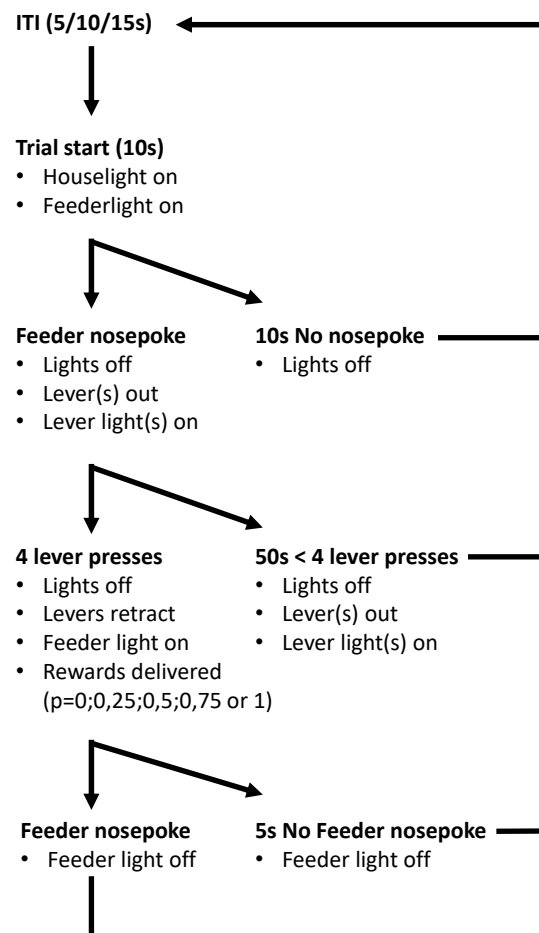 ITI (5/10/15s)
Trial start (10s)
• Houselight on
• Feederlight on
Feeder nosepoke
• Lights off
• Lever(s) out
• Lever light(s) on
10s No nosepoke
• Lights off
4 lever presses
• Lights off
• Levers retract
• Feeder light on
• Rewards delivered
(p=0;0,25;0,5;0,75 or 1)
50s < 4 lever presses
• Lights off
• Lever(s) out
• Lever light(s) on
Feeder nosepoke
• Feeder light off
5s No Feeder nosepoke
• Feeder light off